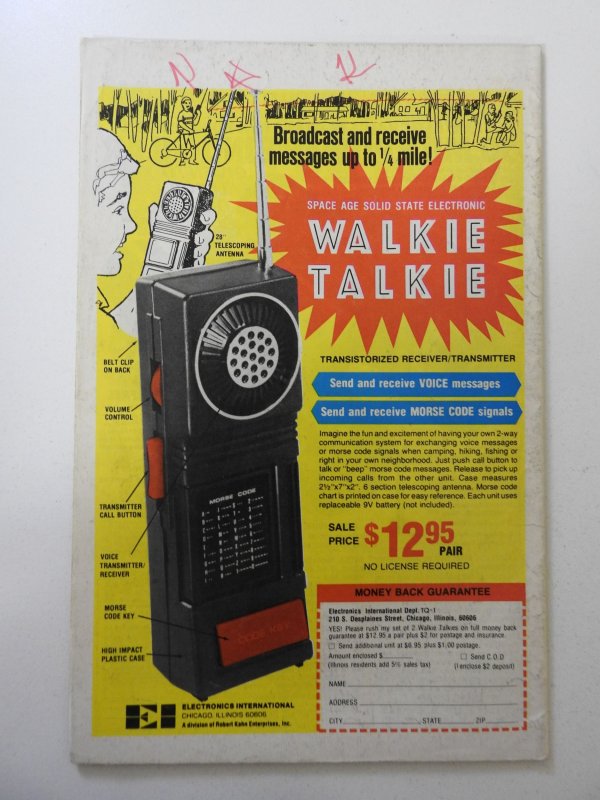 N A K
Broadcast and receive
messages up to 1/4 mile!
SPACE AGE SOLID STATE ELECTRONIC
WALKIE
TALKIE
28"
TELESCOPING
ANTENNA
TRANSISTORIZED RECEIVER/TRANSMITTER
BELT CLIP
ON BACK
Send and receive VOICE messages
VOLUME
CONTROL
Send and receive MORSE CODE signals
Imagine the fun and excitement of having your own 2-way
communication system for exchanging voice messages
or morse code signals when camping, hiking, fishing or
right in your own neighborhood. Just push call button to
talk or "beep" morse code messages. Release to pick up
incoming calls from the other unit. Case measures
2½"x7"x2". 6 section telescoping antenna. Morse code
chart is printed on case for easy reference. Each unit uses
replaceable 9V battery (not included).
MORSE CODE
TRANSMITTER
CALL BUTTON
SALE
PRICE $12.95
PAIR
NO LICENSE REQUIRED
VOICE
TRANSMITTER/
RECEIVER
MORSE
CODE KEY
CODE KEY
HIGH IMPACT
PLASTIC CASE
MONEY BACK GUARANTEE
Electronics International Dept. TQ-1
210 S. Desplaines Street, Chicago, Illinois, 60606
YES! Please rush my set of 2 Walkie Talkies on full money back
guarantee at $12.95 a pair plus $2 for postage and insurance.
Send additional unit at $6.95 plus $1.00 postage.
Amount enclosed $ Send C.O.D
(Illinois residents add 5% sales tax) (I enclose $2 deposit)
NAME
ADDRESS
CITY STATE ZIP
EI
ELECTRONICS INTERNATIONAL
CHICAGO, ILLINOIS 60606
A division of Robert Kahn Enterprises, Inc.